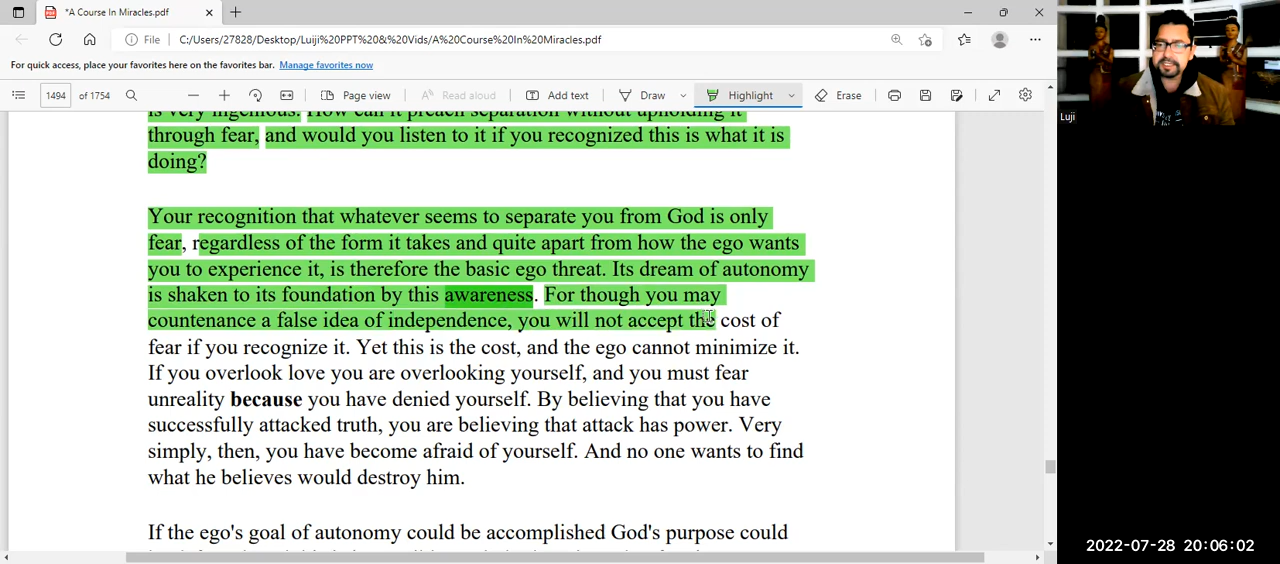 *A Course In Miracles.pdf
File C:/Users/27828/Desktop/Luiji%20PPT%20&%20Vids/A%20Course%20In%20Miracles.pdf
For quick access, place your favorites here on the favorites bar. Manage favorites now
1494 of 1754 Page view Read aloud Add text Draw Highlight Erase
is very ingenious. How can it preach separation without upholding it
through fear, and would you listen to it if you recognized this is what it is
doing?
Your recognition that whatever seems to separate you from God is only
fear, regardless of the form it takes and quite apart from how the ego wants
you to experience it, is therefore the basic ego threat. Its dream of autonomy
is shaken to its foundation by this awareness. For though you may
countenance a false idea of independence, you will not accept the cost of
fear if you recognize it. Yet this is the cost, and the ego cannot minimize it.
If you overlook love you are overlooking yourself, and you must fear
unreality because you have denied yourself. By believing that you have
successfully attacked truth, you are believing that attack has power. Very
simply, then, you have become afraid of yourself. And no one wants to find
what he believes would destroy him.
If the ego's goal of autonomy could be accomplished God's purpose could
Luji
2022-07-28 20:06:02